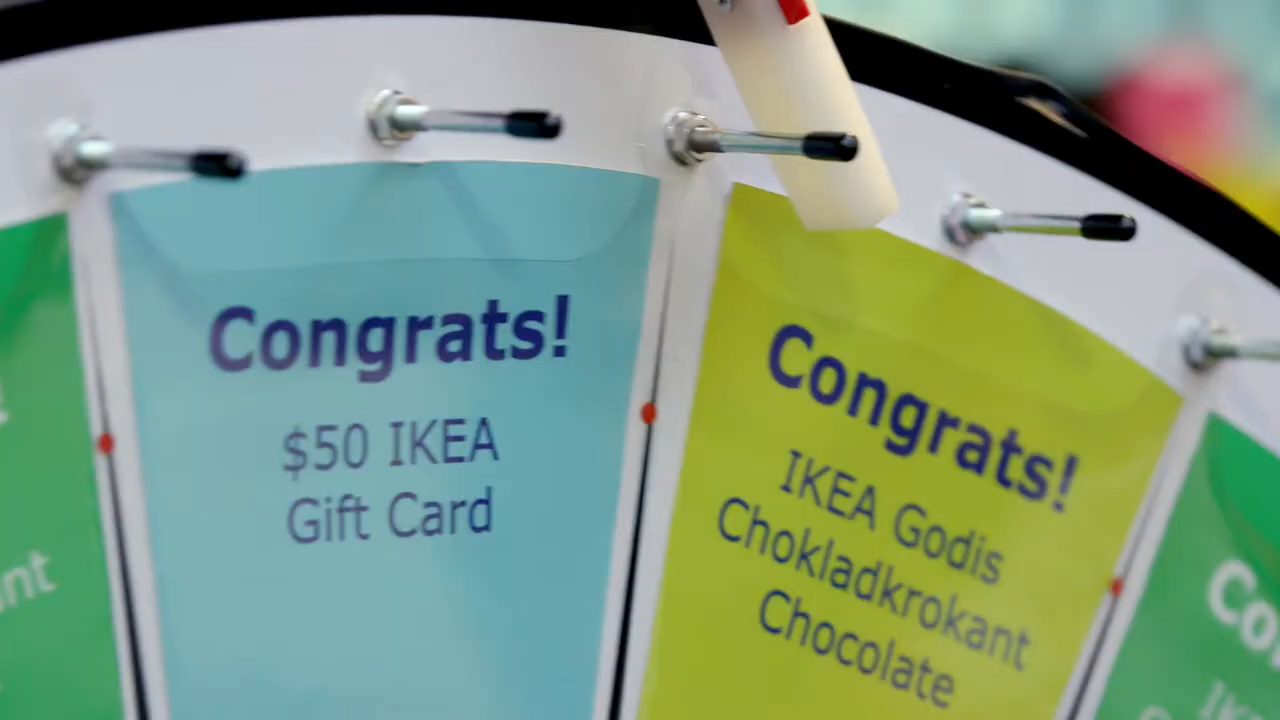 Congrats!
$50 IKEA
Gift Card
Congrats!
IKEA Godis
Chokladkrokant
Chocolate